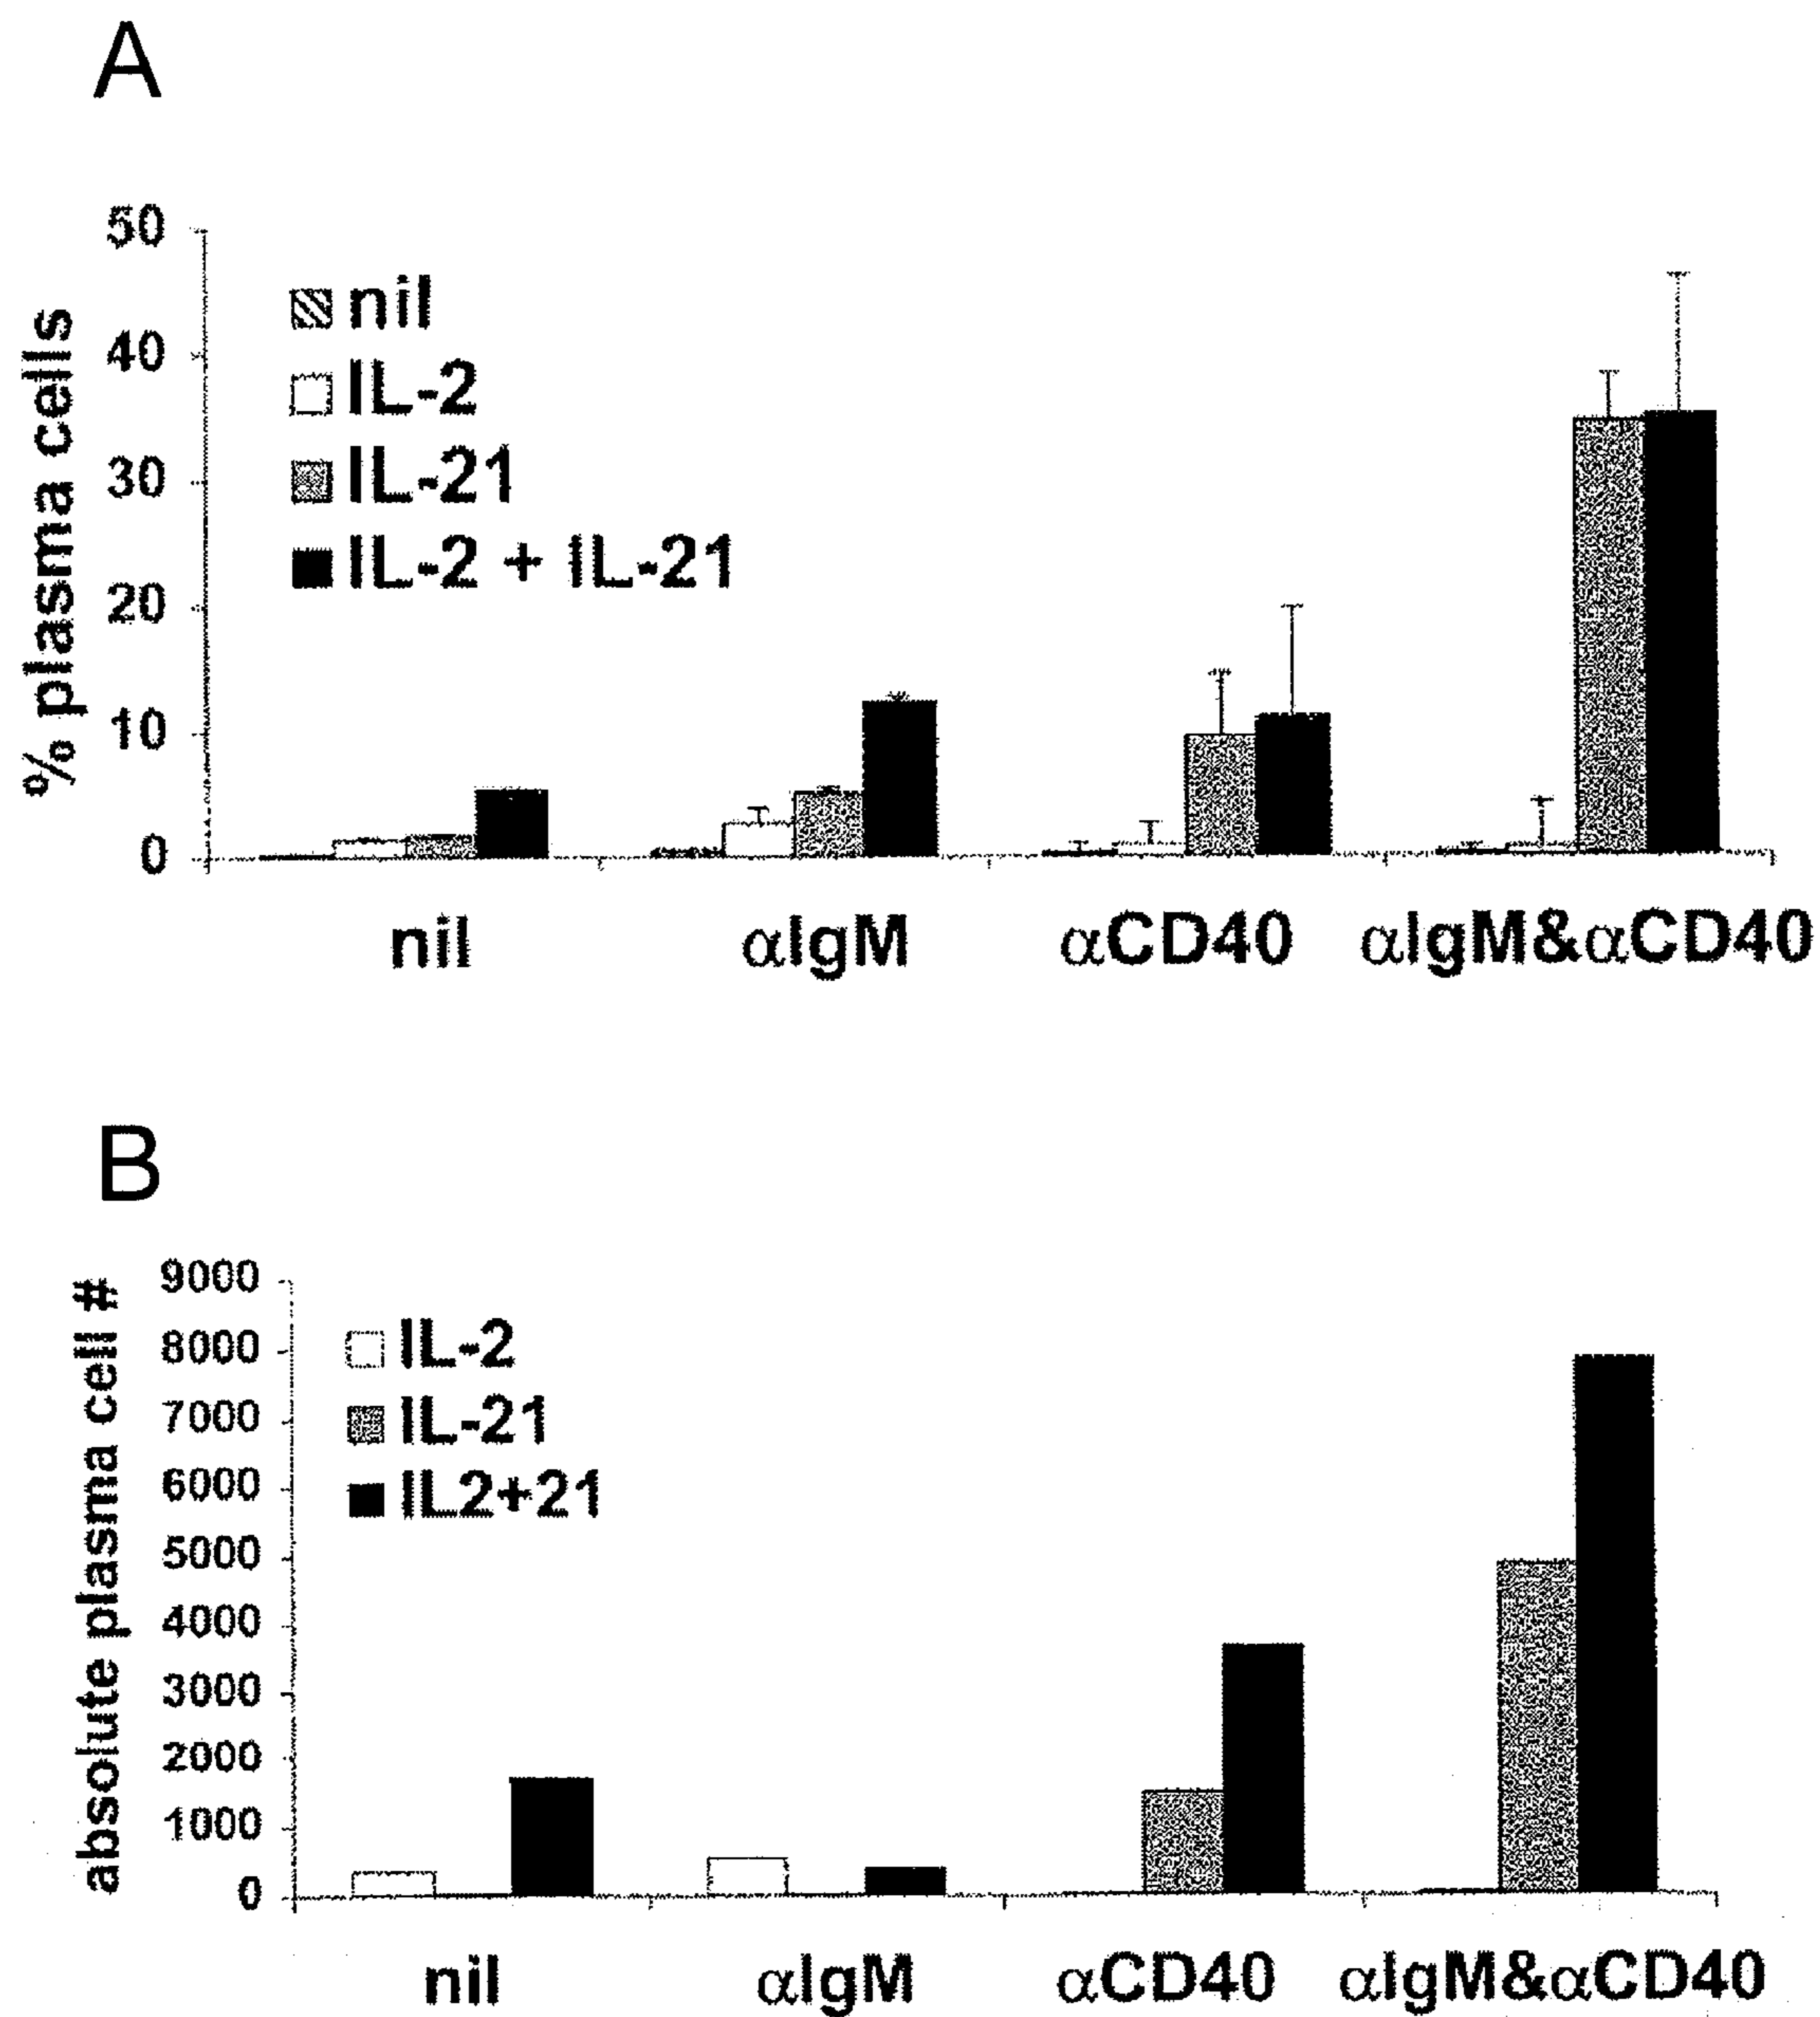 A
% plasma cells
50
40
30
20
10
0
nil
IL-2
IL-21
IL-2 + IL-21
nil αIgM αCD40 αIgM&αCD40
B
absolute plasma cell #
9000
8000
7000
6000
5000
4000
3000
2000
1000
0
IL-2
IL-21
IL2+21
nil αIgM αCD40 αIgM&αCD40